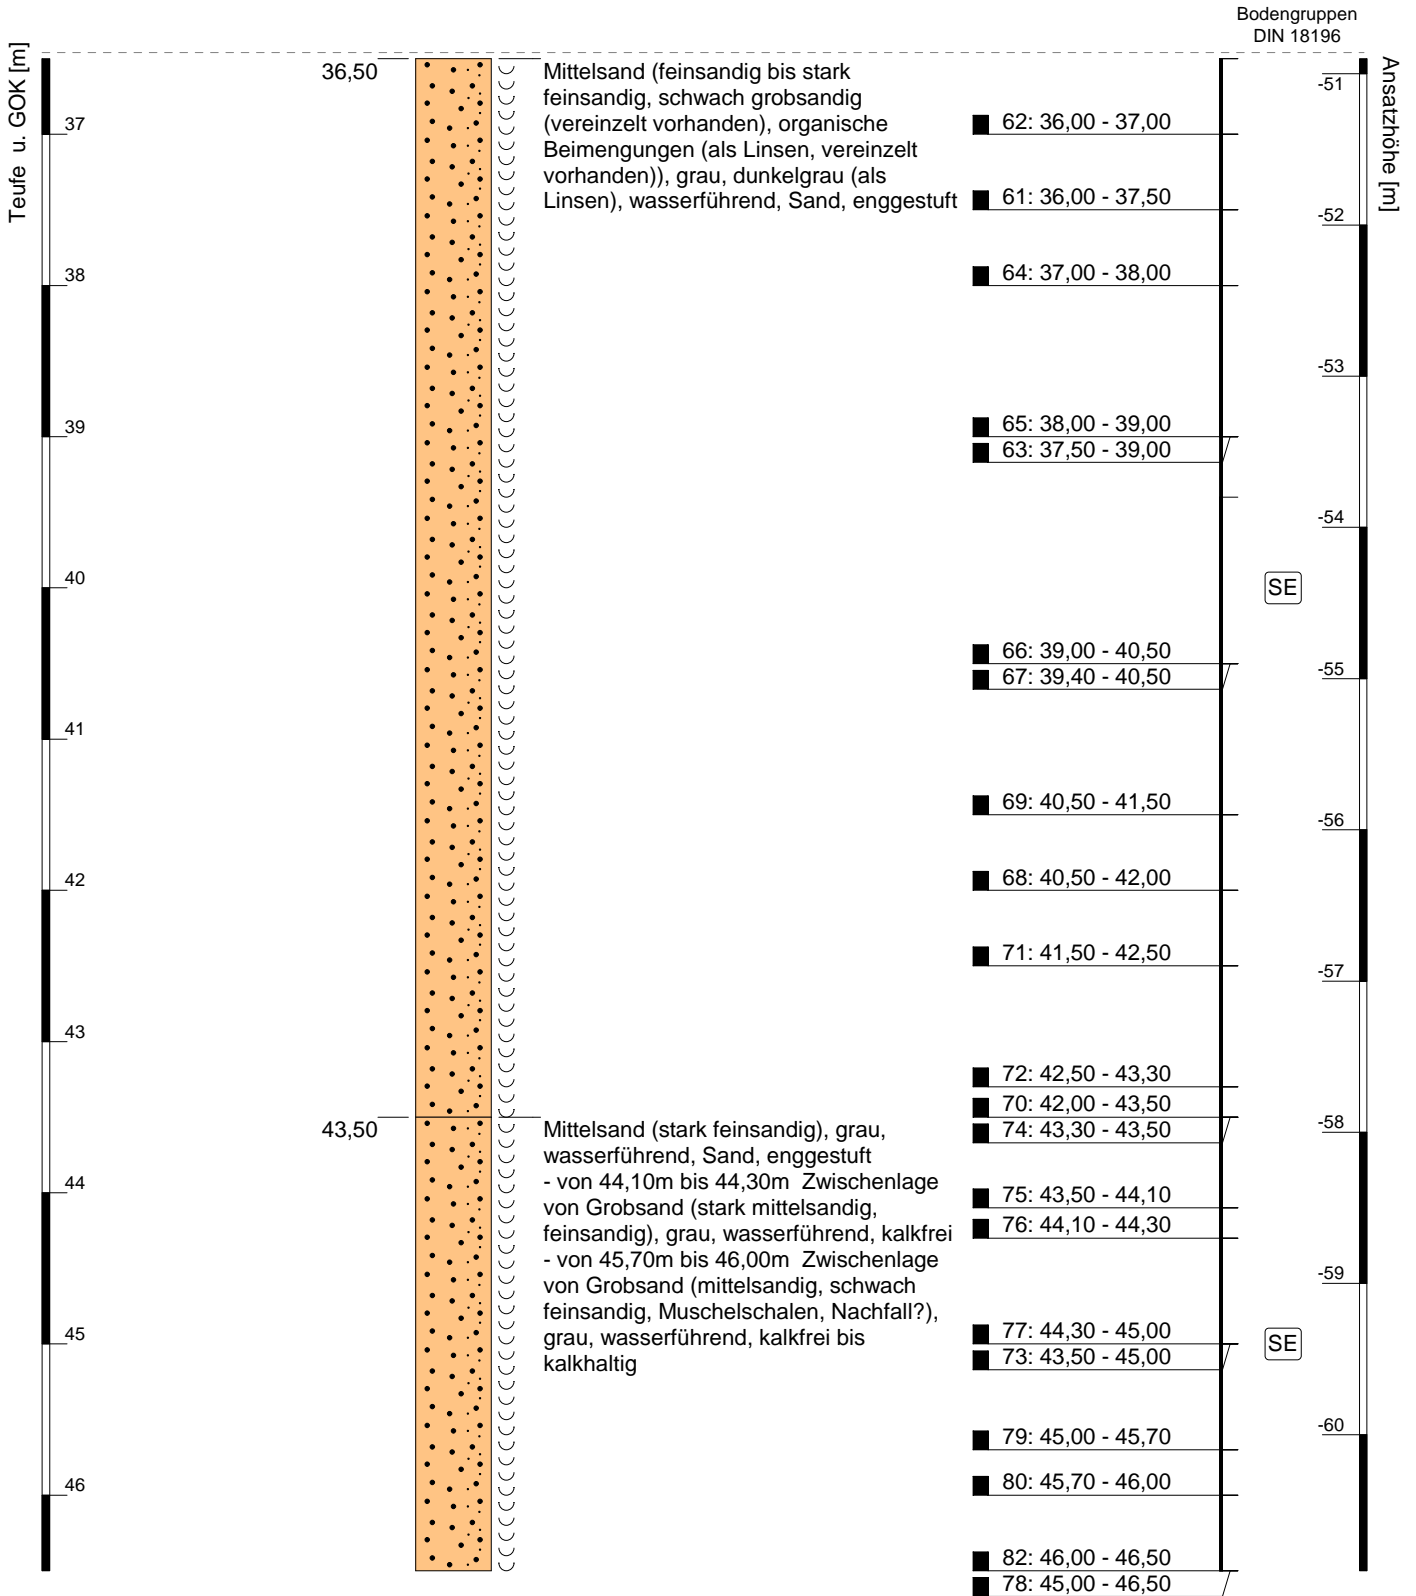 Bodengruppen
DIN 18196
Teufe u. GOK [m]
Ansatzhöhe [m]
36,50
Mittelsand (feinsandig bis stark
feinsandig, schwach grobsandig
(vereinzelt vorhanden), organische
Beimengungen (als Linsen, vereinzelt
vorhanden)), grau, dunkelgrau (als
Linsen), wasserführend, Sand, enggestuft
43,50
Mittelsand (stark feinsandig), grau,
wasserführend, Sand, enggestuft
- von 44,10m bis 44,30m Zwischenlage
von Grobsand (stark mittelsandig,
feinsandig), grau, wasserführend, kalkfrei
- von 45,70m bis 46,00m Zwischenlage
von Grobsand (mittelsandig, schwach
feinsandig, Muschelschalen, Nachfall?),
grau, wasserführend, kalkfrei bis
kalkhaltig
37
38
39
40
41
42
43
44
45
46
62: 36,00 - 37,00
61: 36,00 - 37,50
64: 37,00 - 38,00
65: 38,00 - 39,00
63: 37,50 - 39,00
66: 39,00 - 40,50
67: 39,40 - 40,50
69: 40,50 - 41,50
68: 40,50 - 42,00
71: 41,50 - 42,50
72: 42,50 - 43,30
70: 42,00 - 43,50
74: 43,30 - 43,50
75: 43,50 - 44,10
76: 44,10 - 44,30
77: 44,30 - 45,00
73: 43,50 - 45,00
79: 45,00 - 45,70
80: 45,70 - 46,00
82: 46,00 - 46,50
78: 45,00 - 46,50
SE
SE
-51
-52
-53
-54
-55
-56
-57
-58
-59
-60